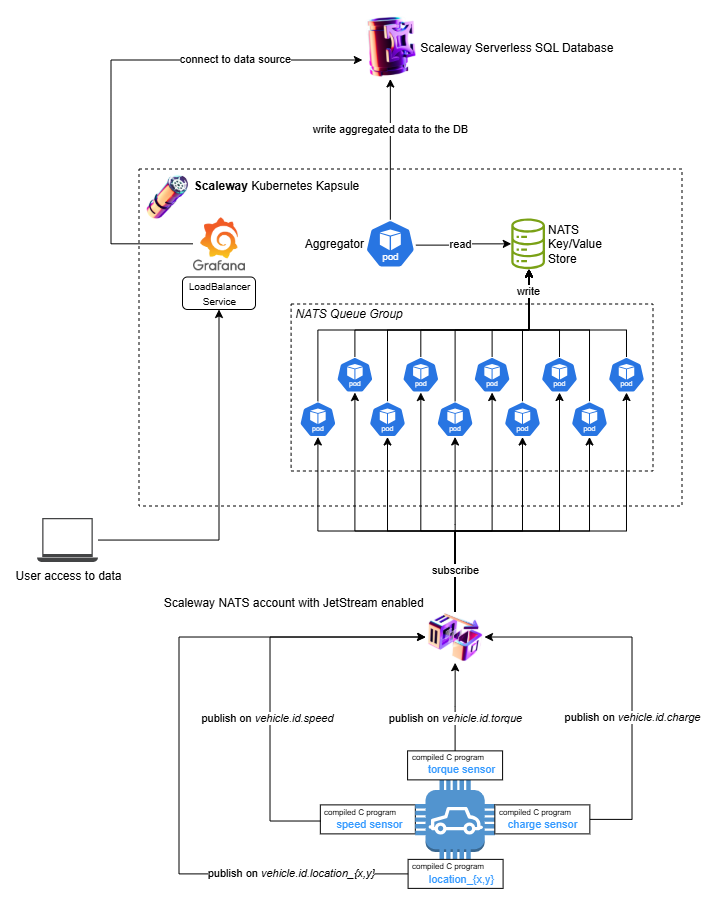 Scaleway Serverless SQL Database
connect to data source
write aggregated data to the DB
Scaleway Kubernetes Kapsule
Grafana
LoadBalancer
Service
Aggregator
pod
read
NATS
Key/Value
Store
write
NATS Queue Group
pod
pod
pod
pod
pod
pod
pod
pod
pod
pod
User access to data
subscribe
Scaleway NATS account with JetStream enabled
publish on vehicle.id.speed
publish on vehicle.id.torque
publish on vehicle.id.charge
compiled C program
torque sensor
compiled C program
speed sensor
compiled C program
charge sensor
compiled C program
location_{x,y}
publish on vehicle.id.location_{x,y}